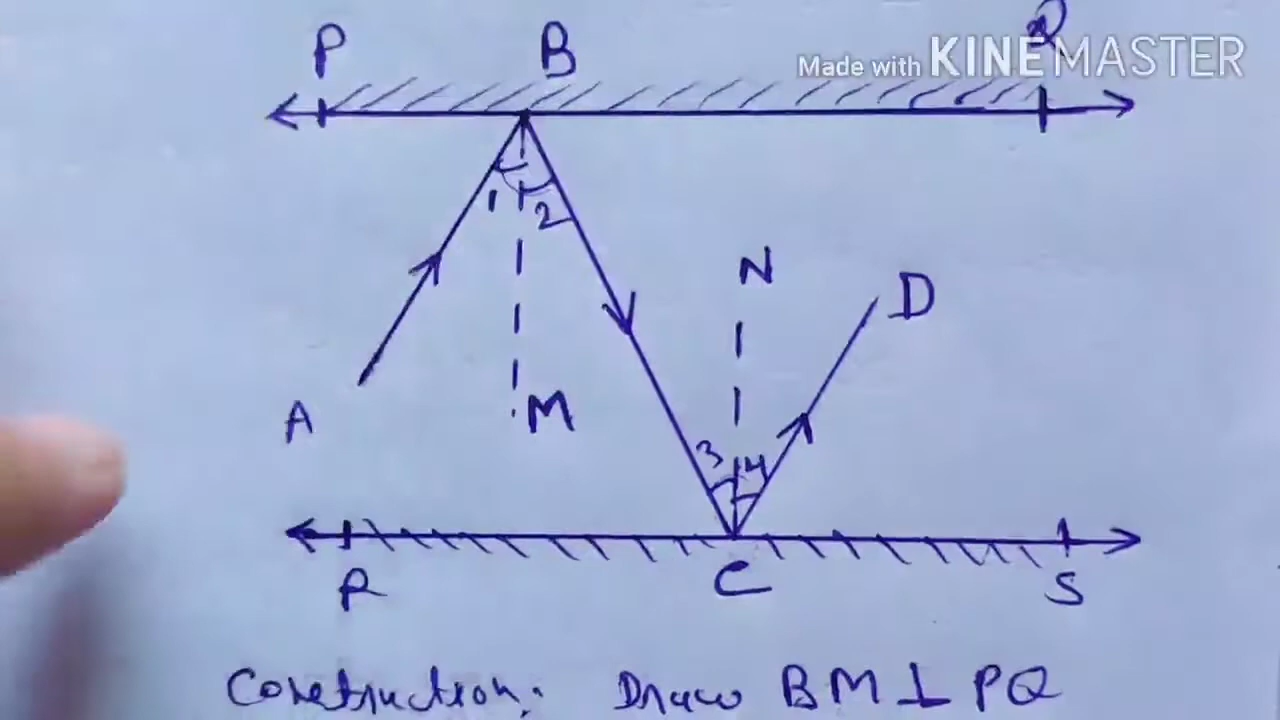 P B Q
Made with KINEMASTER
1 2
N
D
A M
3 4
R C S
Construction: Draw BM ⊥ PQ